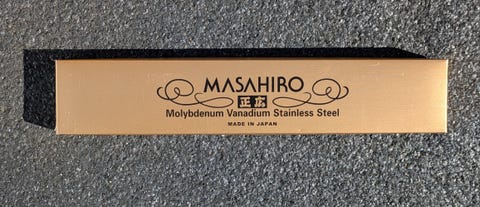 MASAHIRO
正広
Molybdenum Vanadium Stainless Steel
MADE IN JAPAN